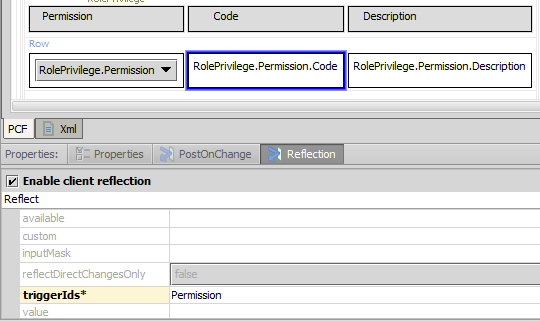 RolePrivilege
Permission Code Description
Row
RolePrivilege.Permission RolePrivilege.Permission.Code RolePrivilege.Permission.Description
PCF Xml
Properties: Properties PostOnChange Reflection
Enable client reflection
Reflect
available
custom
inputMask
reflectDirectChangesOnly false
triggerIds* Permission
value